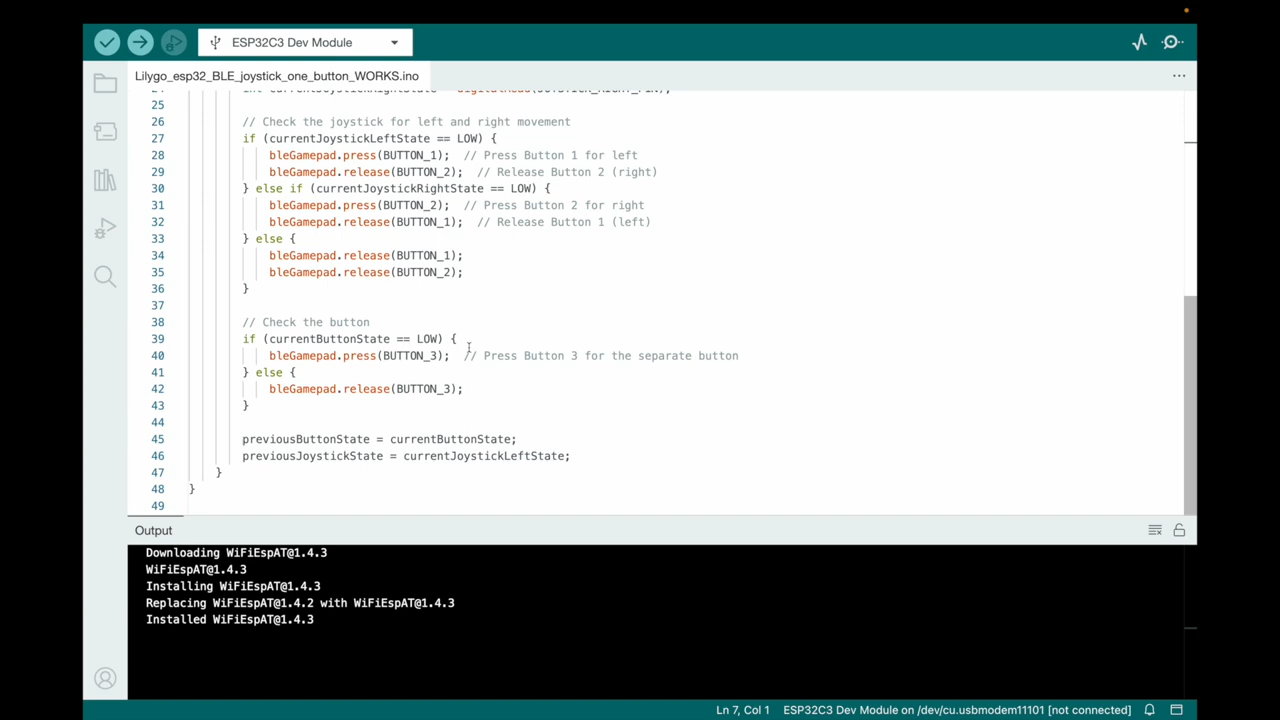 ESP32C3 Dev Module
Lilygo_esp32_BLE_joystick_one_button_WORKS.ino
24 int currentJoystickRightState = digitalRead(JOYSTICK_RIGHT_PIN);
25
26 // Check the joystick for left and right movement
27 if (currentJoystickLeftState == LOW) {
28 bleGamepad.press(BUTTON_1); // Press Button 1 for left
29 bleGamepad.release(BUTTON_2); // Release Button 2 (right)
30 } else if (currentJoystickRightState == LOW) {
31 bleGamepad.press(BUTTON_2); // Press Button 2 for right
32 bleGamepad.release(BUTTON_1); // Release Button 1 (left)
33 } else {
34 bleGamepad.release(BUTTON_1);
35 bleGamepad.release(BUTTON_2);
36 }
37
38 // Check the button
39 if (currentButtonState == LOW) {
40 bleGamepad.press(BUTTON_3); // Press Button 3 for the separate button
41 } else {
42 bleGamepad.release(BUTTON_3);
43 }
44
45 previousButtonState = currentButtonState;
46 previousJoystickState = currentJoystickLeftState;
47 }
48 }
49
Output
Downloading WiFiEspAT@1.4.3
WiFiEspAT@1.4.3
Installing WiFiEspAT@1.4.3
Replacing WiFiEspAT@1.4.2 with WiFiEspAT@1.4.3
Installed WiFiEspAT@1.4.3
Ln 7, Col 1 ESP32C3 Dev Module on /dev/cu.usbmodem11101 [not connected]